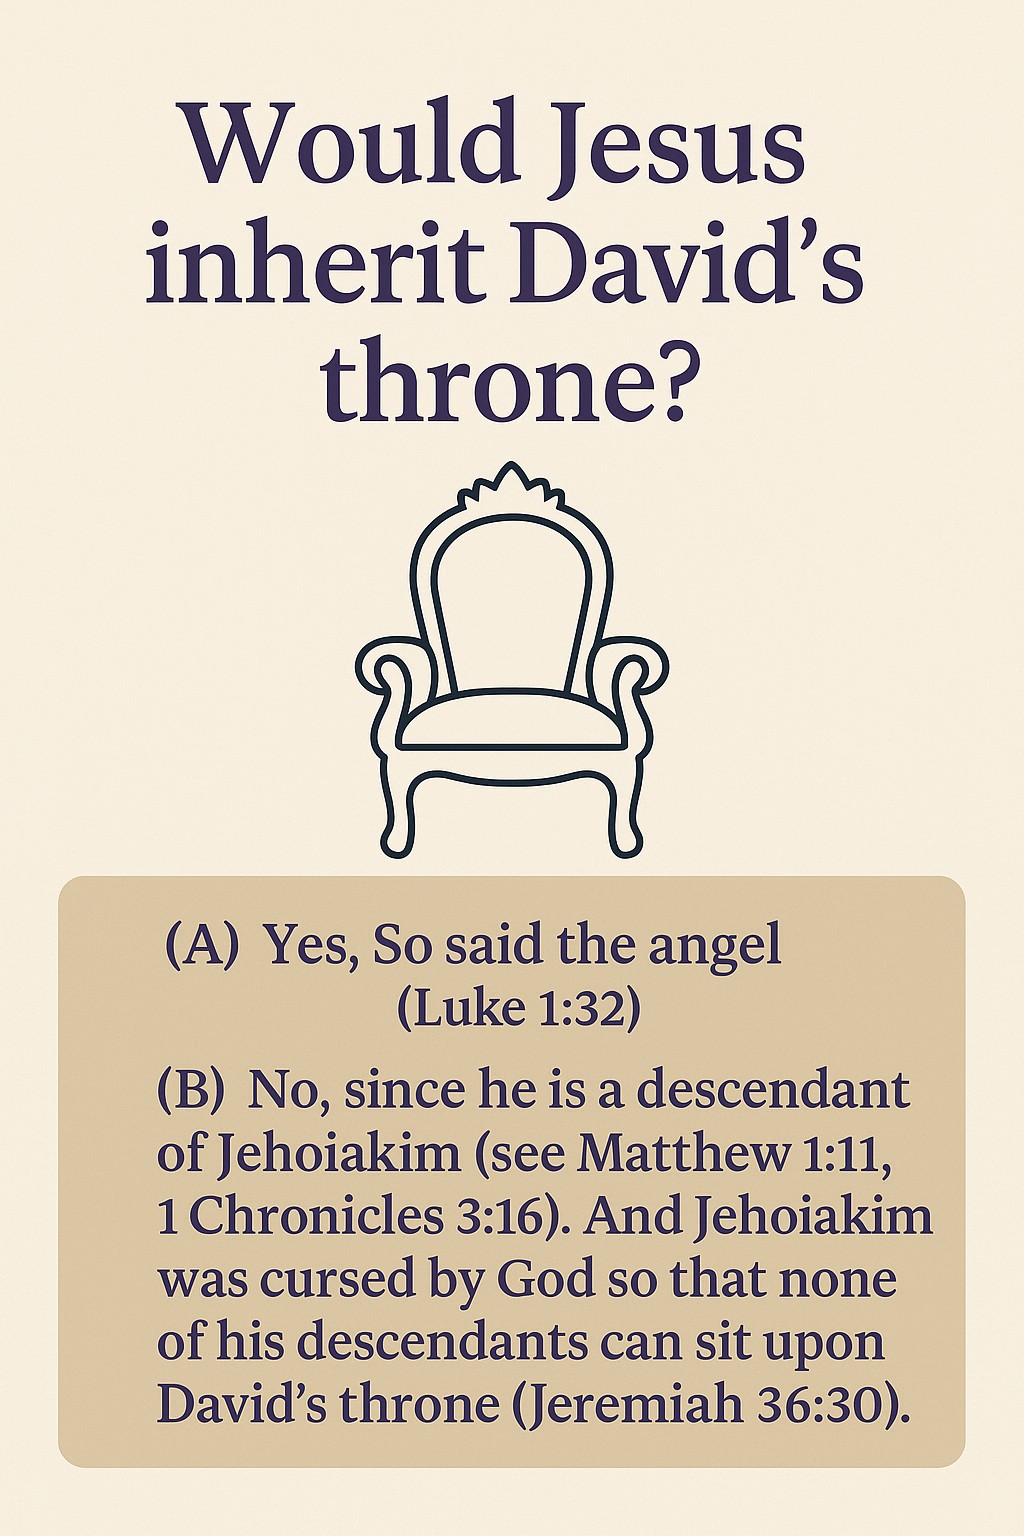 Would Jesus
inherit David’s
throne?
(A) Yes, So said the angel
(Luke 1:32)
(B) No, since he is a descendant
of Jehoiakim (see Matthew 1:11,
1 Chronicles 3:16). And Jehoiakim
was cursed by God so that none
of his descendants can sit upon
David’s throne (Jeremiah 36:30).